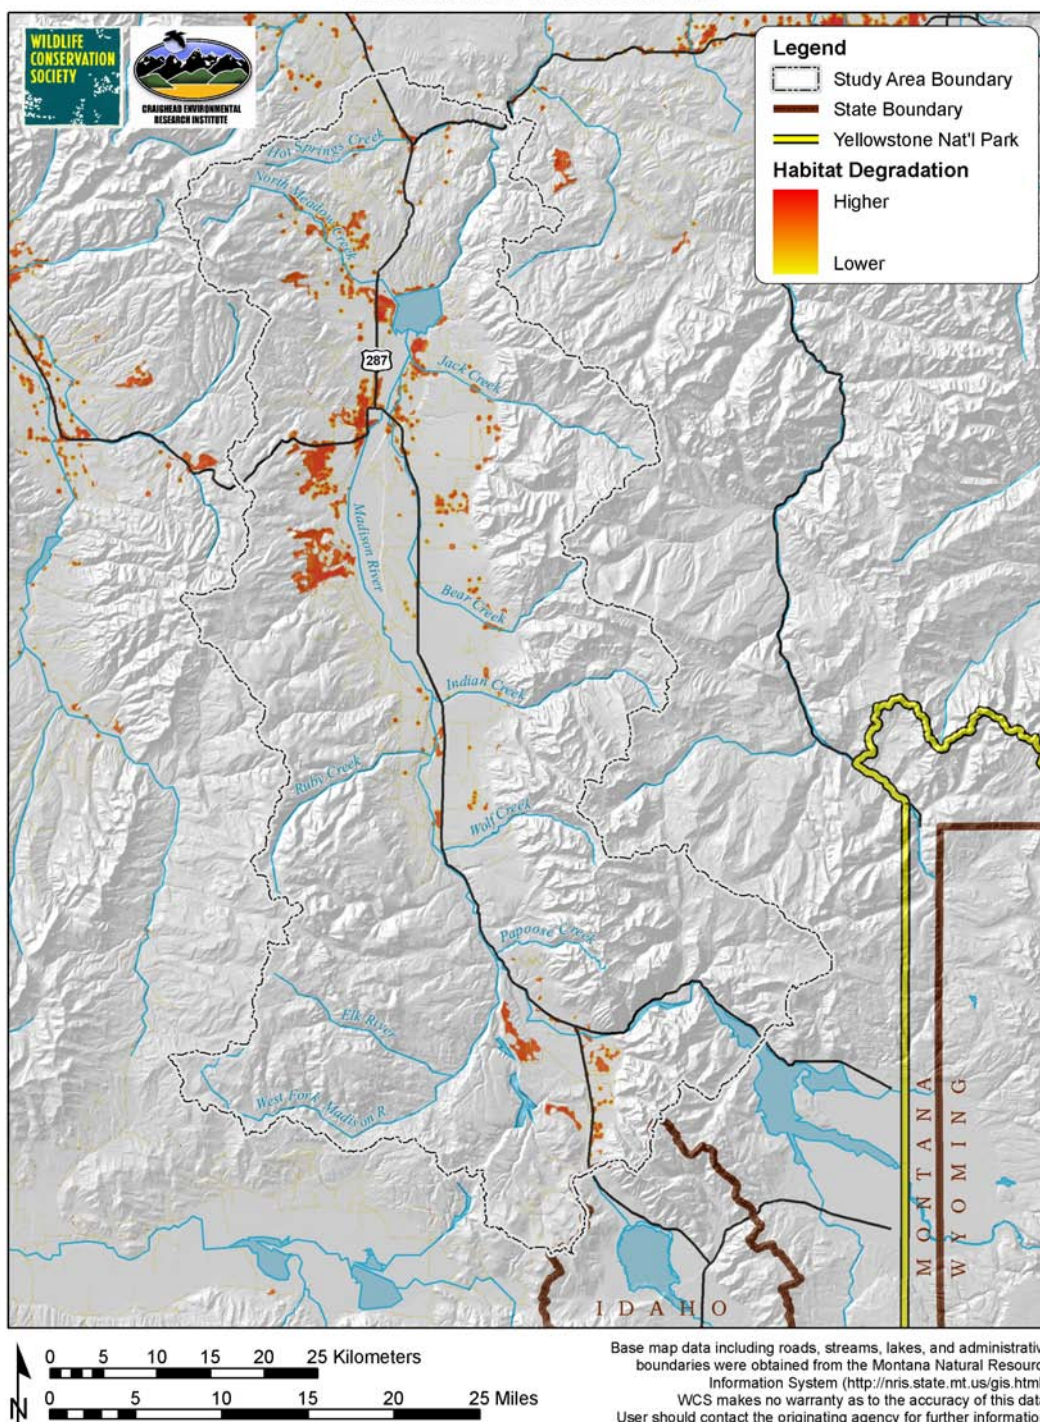 WILDLIFE
CONSERVATION
SOCIETY
CRAIGHEAD ENVIRONMENTAL
RESEARCH INSTITUTE
Legend
Study Area Boundary
State Boundary
Yellowstone Nat'l Park
Habitat Degradation
Higher
Lower
Hot Springs Creek
North Meadow Creek
287
Jack Creek
Madison River
Bear Creek
Indian Creek
Ruby Creek
Wolf Creek
Papoose Creek
Elk River
West Fork Madison R
MONTANA
WYOMING
IDAHO
N
0 5 10 15 20 25 Kilometers
0 5 10 15 20 25 Miles
Base map data including roads, streams, lakes, and administrativ
boundaries were obtained from the Montana Natural Resourc
Information System (http://nris.state.mt.us/gis.html
WCS makes no warranty as to the accuracy of this data
User should contact the originating agency for further information